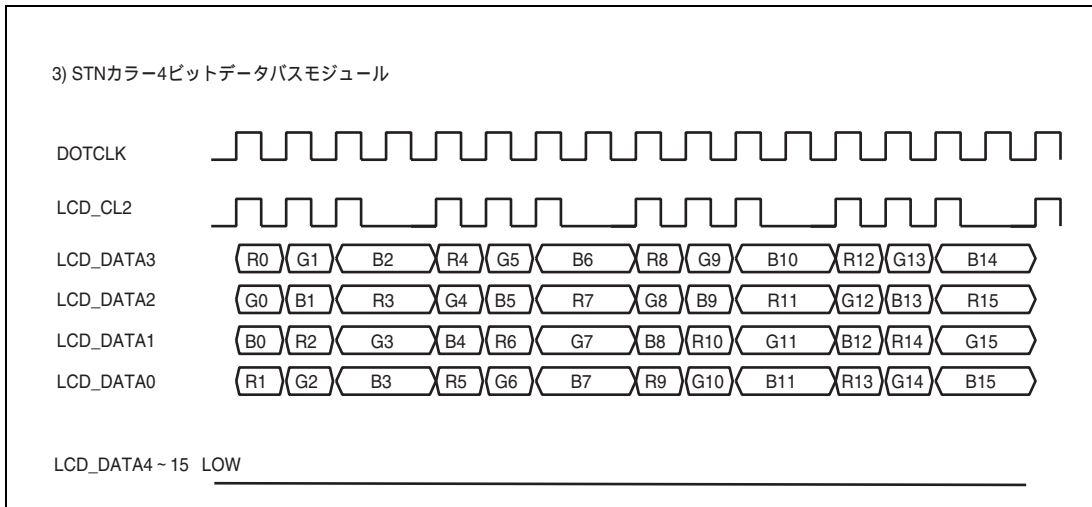 3) STNカラー4ビットデータバスモジュール
DOTCLK
LCD_CL2
LCD_DATA3 R0 G1 B2 R4 G5 B6 R8 G9 B10 R12 G13 B14
LCD_DATA2 G0 B1 R3 G4 B5 R7 G8 B9 R11 G12 B13 R15
LCD_DATA1 B0 R2 G3 B4 R6 G7 B8 R10 G11 B12 R14 G15
LCD_DATA0 R1 G2 B3 R5 G6 B7 R9 G10 B11 R13 G14 B15
LCD_DATA4~15 LOW